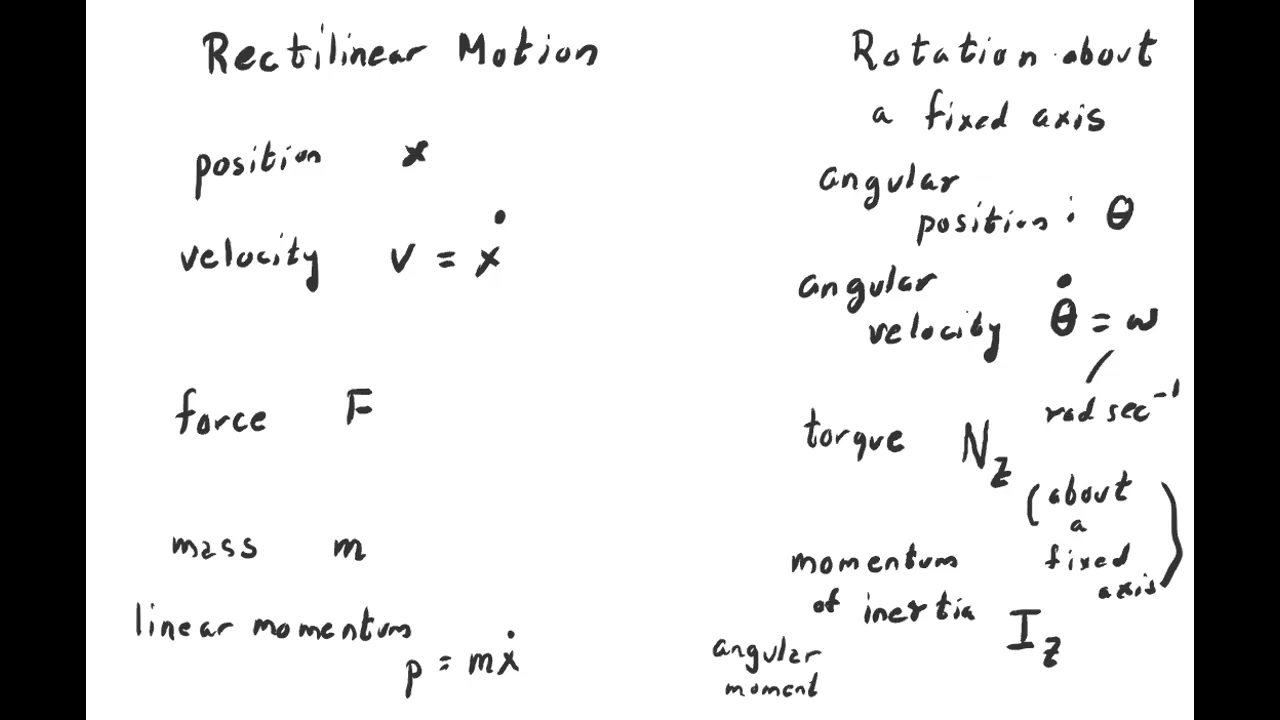 Rectilinear Motion
position x
velocity v = ẋ
force F
mass m
linear momentum
p = mẋ
Rotation about
a fixed axis
angular
position : θ
angular
velocity θ̇ = ω
rad sec⁻¹
torque N_z
(about
a
fixed
axis)
momentum
of inertia I_z
angular
moment